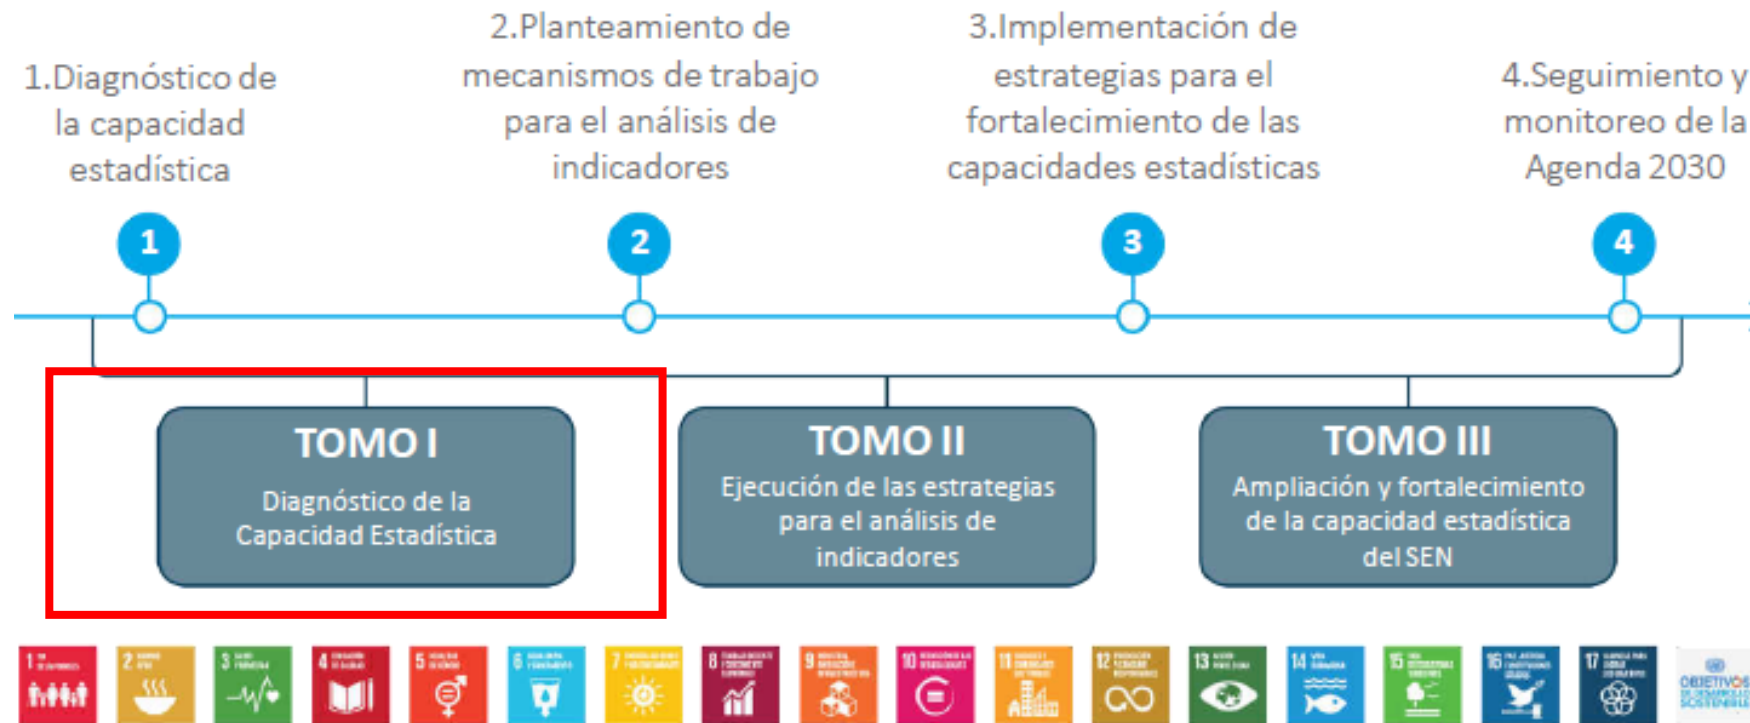 1.Diagnóstico de
la capacidad
estadística
2.Planteamiento de
mecanismos de trabajo
para el análisis de
indicadores
3.Implementación de
estrategias para el
fortalecimiento de las
capacidades estadísticas
4.Seguimiento y
monitoreo de la
Agenda 2030
1
2
3
4
TOMO I
Diagnóstico de la
Capacidad Estadística
TOMO II
Ejecución de las estrategias
para el análisis de
indicadores
TOMO III
Ampliación y fortalecimiento
de la capacidad estadística
del SEN
1
2
3
4
5
6
7
8
9
10
11
12
13
14
15
16
17
OBJETIVOS
DE DESARROLLO
SOSTENIBLE